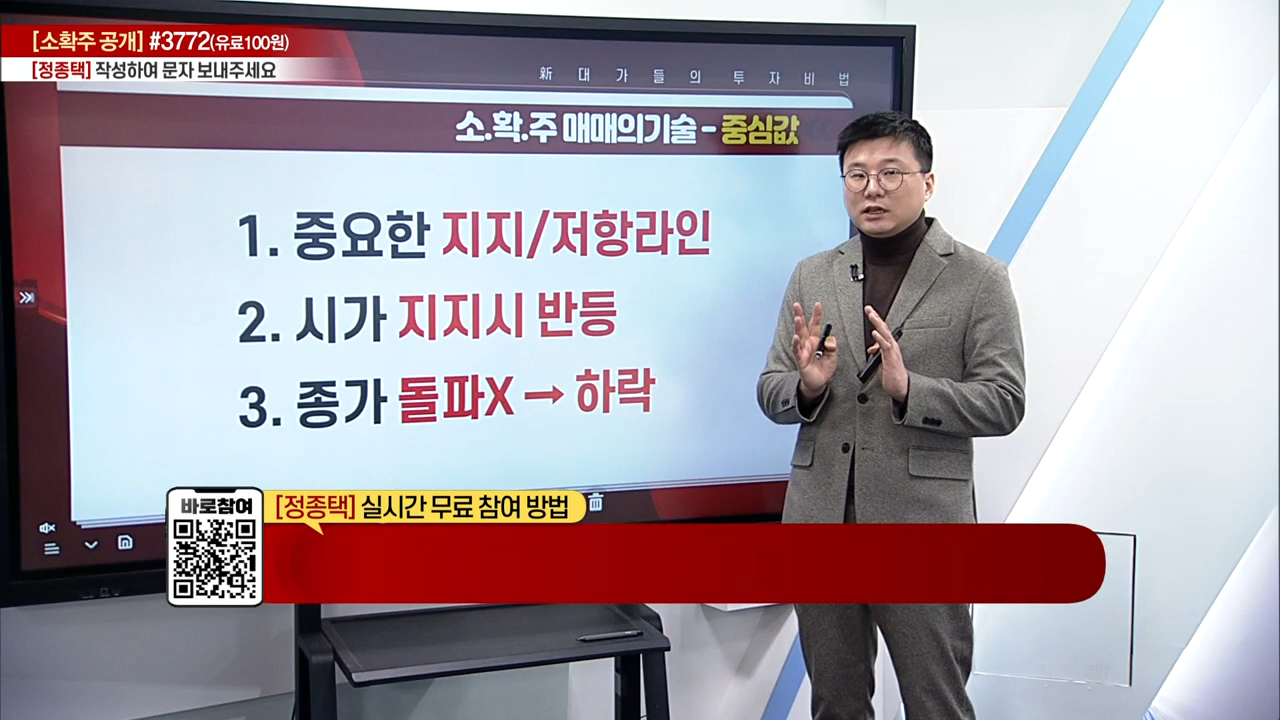 [소확주 공개] #3772(유료100원)
[정종택] 작성하여 문자 보내주세요
新 대 가 들 의 투 자 비 법
소.확.주 매매의기술 - 중심값
1. 중요한 지지/저항라인
2. 시가 지지시 반등
3. 종가 돌파X → 하락
바로참여
[정종택] 실시간 무료 참여 방법